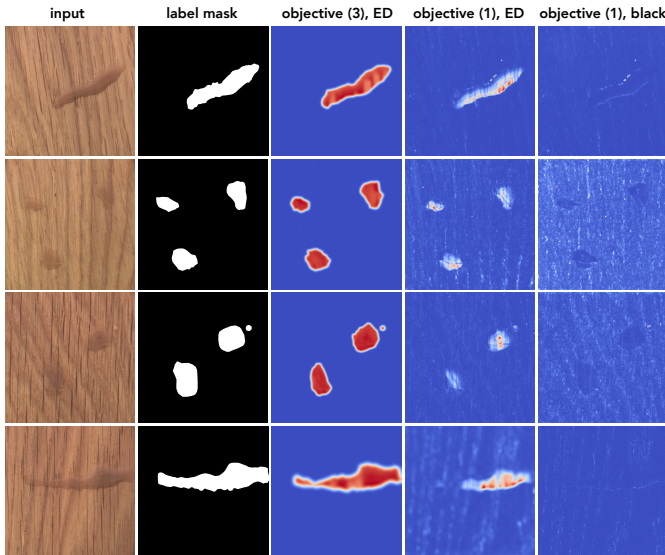 input label mask objective (3), ED objective (1), ED objective (1), black